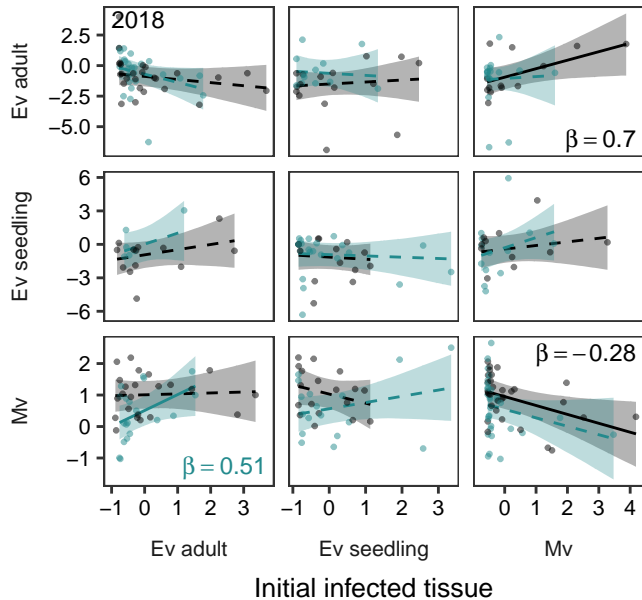 2018
Ev adult
2.5
0.0
−2.5
−5.0
β = 0.7
Ev seedling
6
3
0
−3
−6
Mv
2
1
0
−1
β = 0.51
β = −0.28
−1 0 1 2 3 4
−1 0 1 2 3
0 1 2 3 4
Ev adult Ev seedling Mv
Initial infected tissue